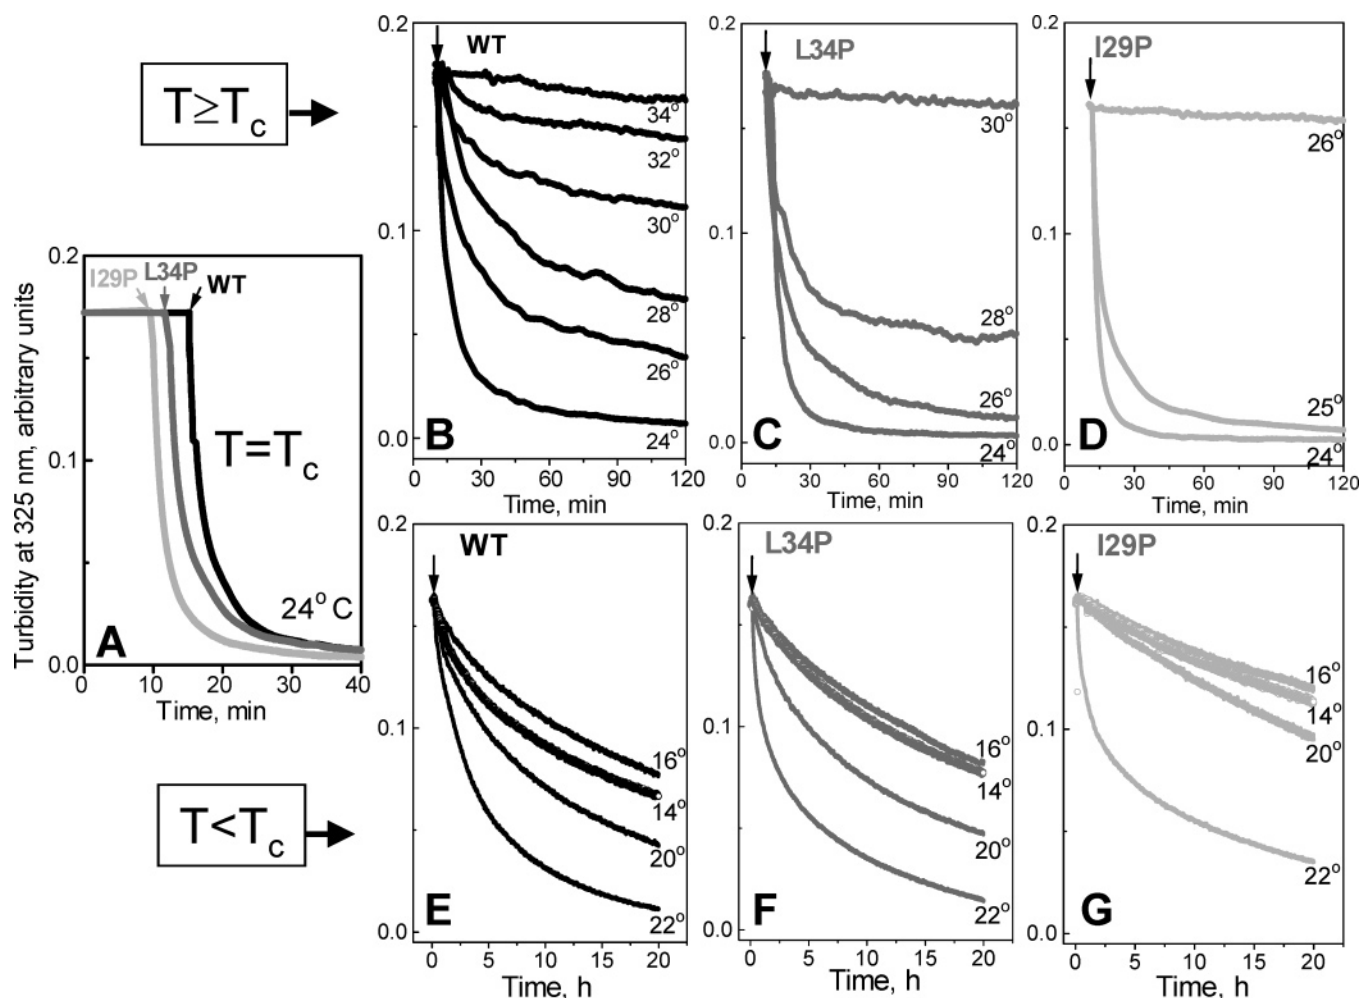 T≥Tc
Turbidity at 325 nm, arbitrary units
0.2
0.1
0.0
I29P
L34P
WT
T=Tc
24° C
A
0 10 20 30 40
Time, min
0.2
0.1
0.0
WT
34°
32°
30°
28°
26°
24°
B
30 60 90 120
Time, min
0.2
0.1
0.0
L34P
30°
28°
26°
24°
C
30 60 90 120
Time, min
0.2
0.1
0.0
I29P
26°
25°
24°
D
30 60 90 120
Time, min
T<Tc
0.2
0.1
0.0
WT
16°
14°
20°
22°
E
0 5 10 15 20
Time, h
0.2
0.1
0.0
L34P
16°
14°
20°
22°
F
0 5 10 15 20
Time, h
0.2
0.1
0.0
I29P
16°
14°
20°
22°
G
0 5 10 15 20
Time, h